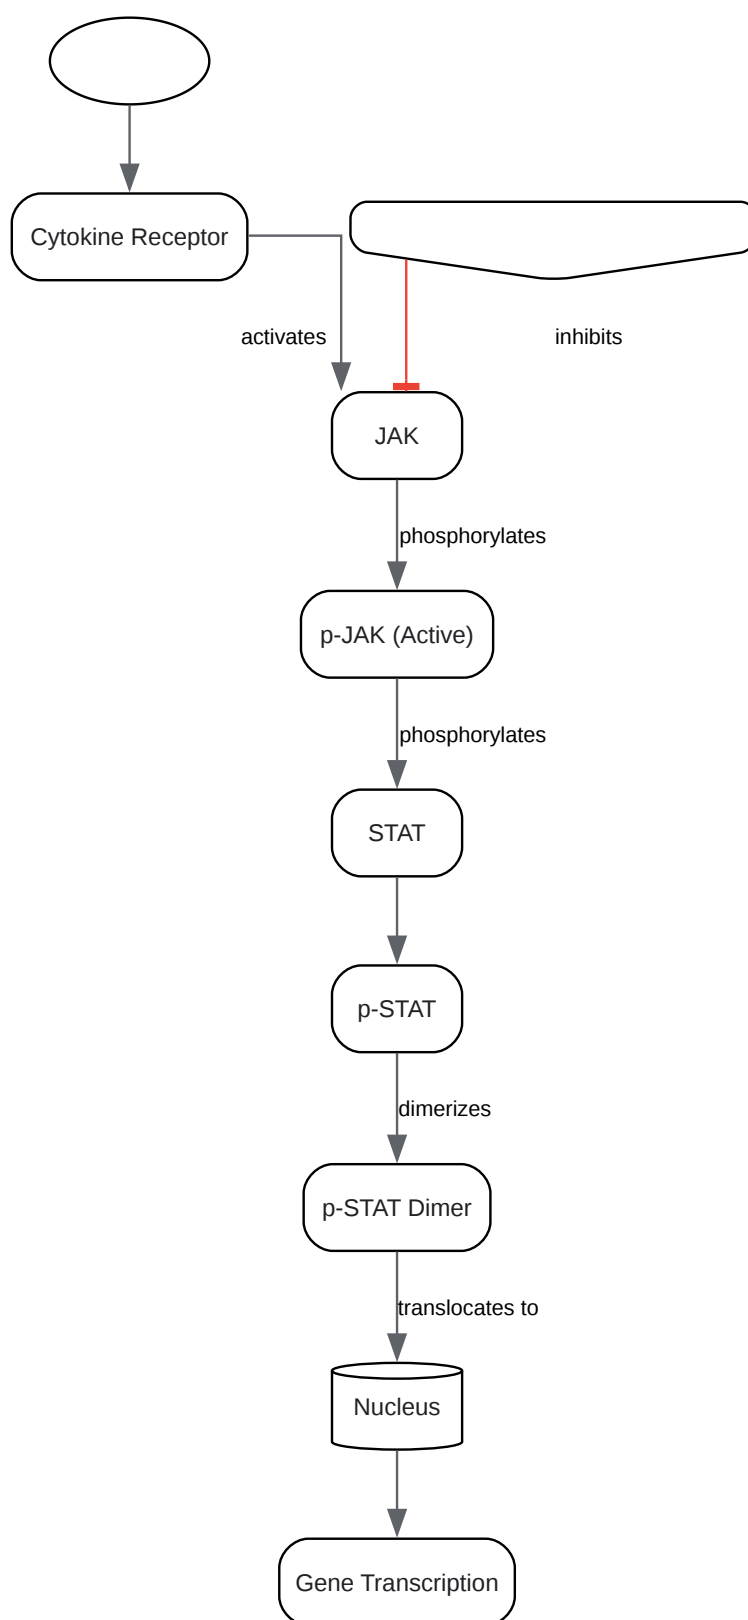 Cytokine Receptor
activates
inhibits
JAK
phosphorylates
p-JAK (Active)
phosphorylates
STAT
p-STAT
dimerizes
p-STAT Dimer
translocates to
Nucleus
Gene Transcription